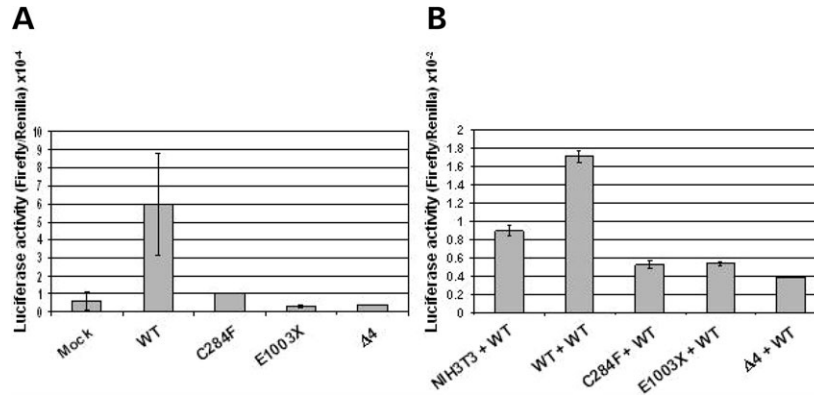 A
Luciferase activity (Firefly/Renilla) x10-4
10
9
8
7
6
5
4
3
2
1
0
Mock
WT
C284F
E1003X
Δ4
B
Luciferase activity (Firefly/Renilla) x10-2
2
1.8
1.6
1.4
1.2
1
0.8
0.6
0.4
0.2
0
NIH3T3 + WT
WT + WT
C284F + WT
E1003X + WT
Δ4 + WT